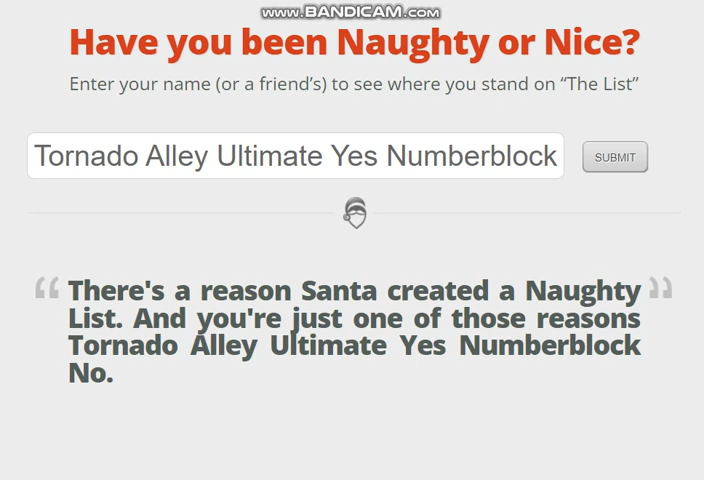 www.BANDICAM.com
Have you been Naughty or Nice?
Enter your name (or a friend's) to see where you stand on “The List”
Tornado Alley Ultimate Yes Numberblock
SUBMIT
“There's a reason Santa created a Naughty”
List. And you're just one of those reasons
Tornado Alley Ultimate Yes Numberblock
No.